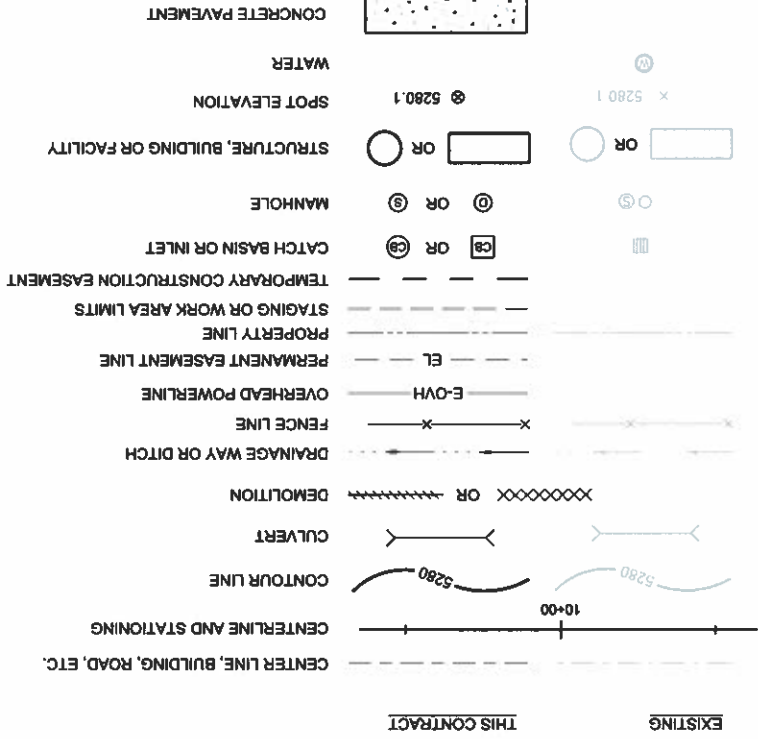 EXISTING THIS CONTRACT
CENTER LINE, BUILDING, ROAD, ETC.
10+00 CENTERLINE AND STATIONING
5280 5280 CONTOUR LINE
CULVERT
OR DEMOLITION
DRAINAGE WAY OR DITCH
FENCE LINE
E-OVH OVERHEAD POWERLINE
EL PERMANENT EASEMENT LINE
PROPERTY LINE
STAGING OR WORK AREA LIMITS
TEMPORARY CONSTRUCTION EASEMENT
CB OR CB CATCH BASIN OR INLET
S D OR S MANHOLE
OR OR STRUCTURE, BUILDING OR FACILITY
5280 1 5280.1 SPOT ELEVATION
W WATER
CONCRETE PAVEMENT